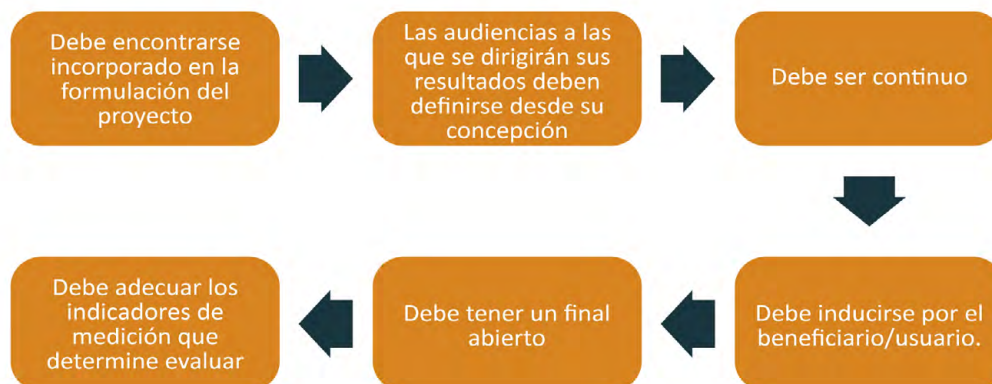 Debe encontrarse
incorporado en la
formulación del
proyecto
Las audiencias a las
que se dirigirán sus
resultados deben
definirse desde su
concepción
Debe ser continuo
Debe inducirse por el
beneficiario/usuario.
Debe tener un final
abierto
Debe adecuar los
indicadores de
medición que
determine evaluar